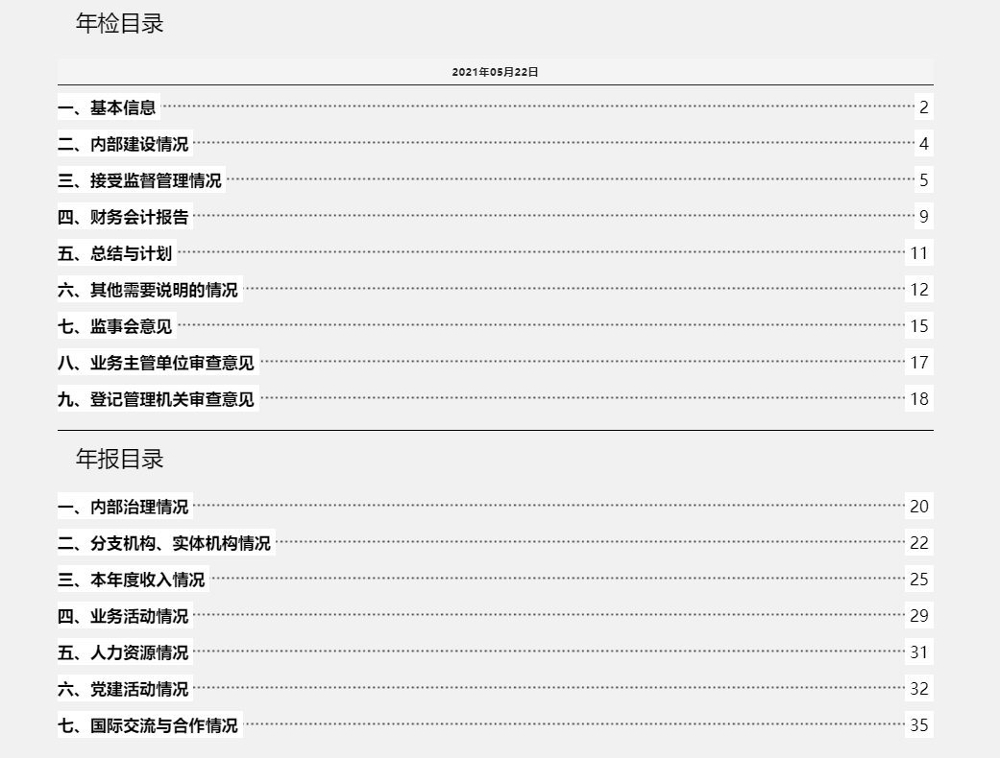 年检目录
2021年05月22日
一、基本信息 2
二、内部建设情况 4
三、接受监督管理情况 5
四、财务会计报告 9
五、总结与计划 11
六、其他需要说明的情况 12
七、监事会意见 15
八、业务主管单位审查意见 17
九、登记管理机关审查意见 18
年报目录
一、内部治理情况 20
二、分支机构、实体机构情况 22
三、本年度收入情况 25
四、业务活动情况 29
五、人力资源情况 31
六、党建活动情况 32
七、国际交流与合作情况 35